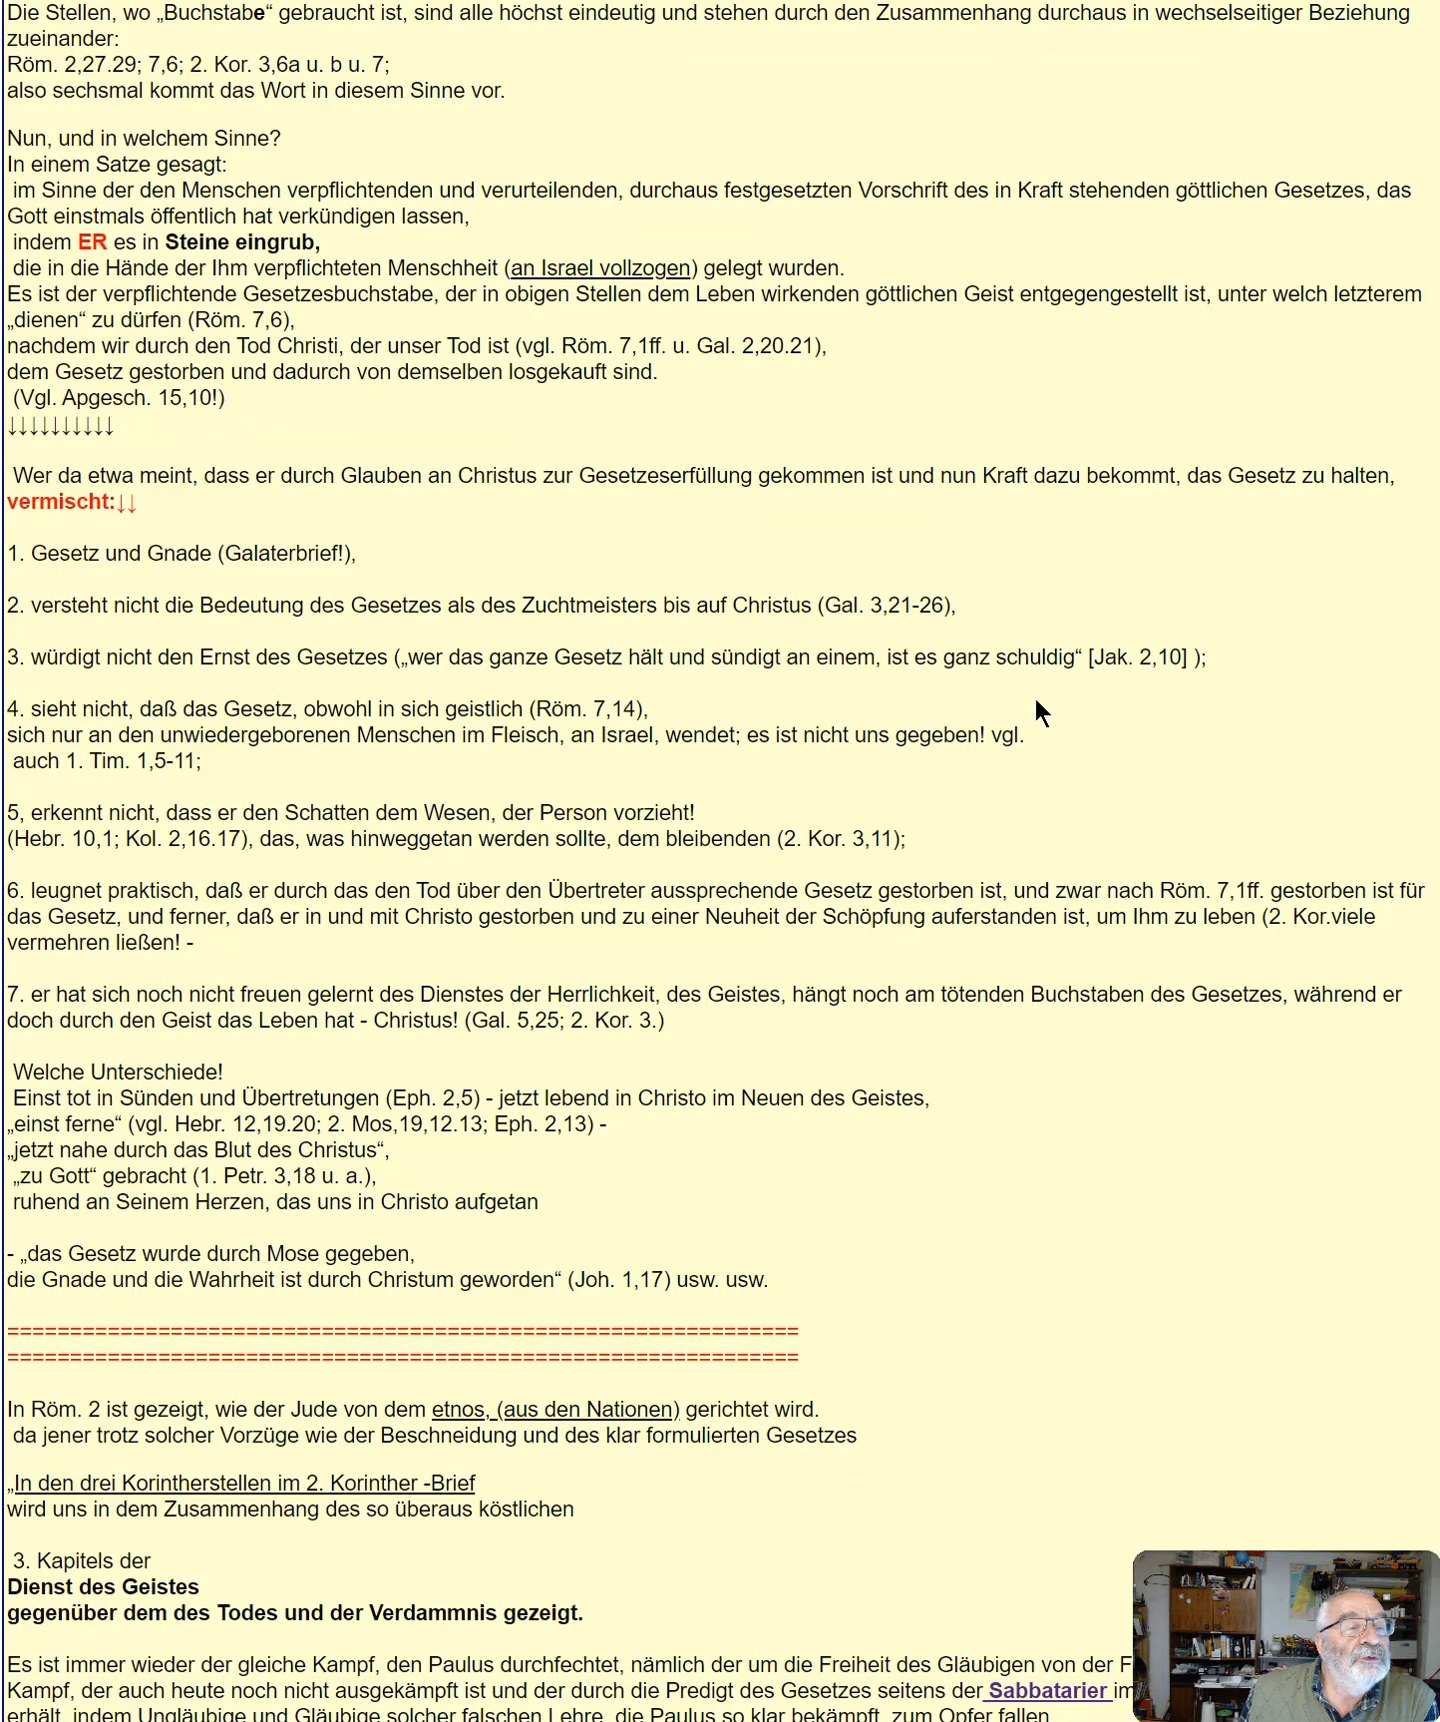 Die Stellen, wo „Buchstabe“ gebraucht ist, sind alle höchst eindeutig und stehen durch den Zusammenhang durchaus in wechselseitiger Beziehung
zueinander:
Röm. 2,27.29; 7,6; 2. Kor. 3,6a u. b u. 7;
also sechsmal kommt das Wort in diesem Sinne vor.
Nun, und in welchem Sinne?
In einem Satze gesagt:
im Sinne der den Menschen verpflichtenden und verurteilenden, durchaus festgesetzten Vorschrift des in Kraft stehenden göttlichen Gesetzes, das
Gott einstmals öffentlich hat verkündigen lassen,
indem ER es in Steine eingrub,
die in die Hände der Ihm verpflichteten Menschheit (an Israel vollzogen) gelegt wurden.
Es ist der verpflichtende Gesetzesbuchstabe, der in obigen Stellen dem Leben wirkenden göttlichen Geist entgegengestellt ist, unter welch letzterem
„dienen“ zu dürfen (Röm. 7,6),
nachdem wir durch den Tod Christi, der unser Tod ist (vgl. Röm. 7,1ff. u. Gal. 2,20.21),
dem Gesetz gestorben und dadurch von demselben losgekauft sind.
(Vgl. Apgesch. 15,10!)
↓↓↓↓↓↓↓↓↓↓
Wer da etwa meint, dass er durch Glauben an Christus zur Gesetzeserfüllung gekommen ist und nun Kraft dazu bekommt, das Gesetz zu halten,
vermischt:↓↓
1. Gesetz und Gnade (Galaterbrief!),
2. versteht nicht die Bedeutung des Gesetzes als des Zuchtmeisters bis auf Christus (Gal. 3,21-26),
3. würdigt nicht den Ernst des Gesetzes („wer das ganze Gesetz hält und sündigt an einem, ist es ganz schuldig“ [Jak. 2,10] );
4. sieht nicht, daß das Gesetz, obwohl in sich geistlich (Röm. 7,14),
sich nur an den unwiedergeborenen Menschen im Fleisch, an Israel, wendet; es ist nicht uns gegeben! vgl.
auch 1. Tim. 1,5-11;
5, erkennt nicht, dass er den Schatten dem Wesen, der Person vorzieht!
(Hebr. 10,1; Kol. 2,16.17), das, was hinweggetan werden sollte, dem bleibenden (2. Kor. 3,11);
6. leugnet praktisch, daß er durch das den Tod über den Übertreter aussprechende Gesetz gestorben ist, und zwar nach Röm. 7,1ff. gestorben ist für
das Gesetz, und ferner, daß er in und mit Christo gestorben und zu einer Neuheit der Schöpfung auferstanden ist, um Ihm zu leben (2. Kor.viele
vermehren ließen! -
7. er hat sich noch nicht freuen gelernt des Dienstes der Herrlichkeit, des Geistes, hängt noch am tötenden Buchstaben des Gesetzes, während er
doch durch den Geist das Leben hat - Christus! (Gal. 5,25; 2. Kor. 3.)
Welche Unterschiede!
Einst tot in Sünden und Übertretungen (Eph. 2,5) - jetzt lebend in Christo im Neuen des Geistes,
„einst ferne“ (vgl. Hebr. 12,19.20; 2. Mos,19,12.13; Eph. 2,13) -
„jetzt nahe durch das Blut des Christus“,
„zu Gott“ gebracht (1. Petr. 3,18 u. a.),
ruhend an Seinem Herzen, das uns in Christo aufgetan
- „das Gesetz wurde durch Mose gegeben,
die Gnade und die Wahrheit ist durch Christum geworden“ (Joh. 1,17) usw. usw.
==================================================================
==================================================================
In Röm. 2 ist gezeigt, wie der Jude von dem etnos, (aus den Nationen) gerichtet wird.
da jener trotz solcher Vorzüge wie der Beschneidung und des klar formulierten Gesetzes
„In den drei Korintherstellen im 2. Korinther -Brief
wird uns in dem Zusammenhang des so überaus köstlichen
3. Kapitels der
Dienst des Geistes
gegenüber dem des Todes und der Verdammnis gezeigt.
Es ist immer wieder der gleiche Kampf, den Paulus durchfechtet, nämlich der um die Freiheit des Gläubigen von der F
Kampf, der auch heute noch nicht ausgekämpft ist und der durch die Predigt des Gesetzes seitens der Sabbatarier im
erhält, indem Ungläubige und Gläubige solcher falschen Lehre, die Paulus so klar bekämpft, zum Opfer fallen